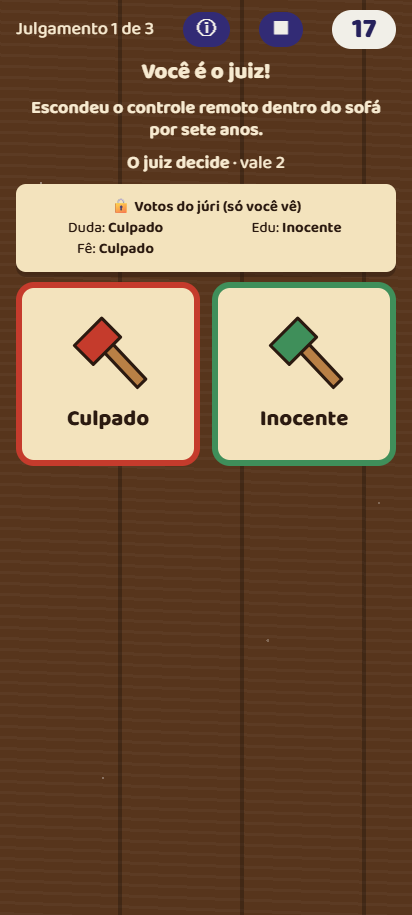 Julgamento 1 de 3
17
Você é o juiz!
Escondeu o controle remoto dentro do sofá
por sete anos.
O juiz decide · vale 2
🔒 Votos do júri (só você vê)
Duda: Culpado Edu: Inocente
Fê: Culpado
Culpado Inocente